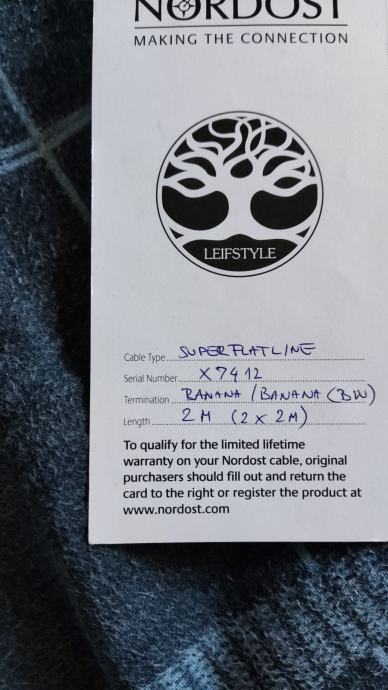 NORDOST
MAKING THE CONNECTION
LEIFSTYLE
Cable Type SUPERFLATLINE
Serial Number X7412
Termination BANANA / BANANA (BW)
Length 2 M (2 x 2M)
To qualify for the limited lifetime
warranty on your Nordost cable, original
purchasers should fill out and return the
card to the right or register the product at
www.nordost.com